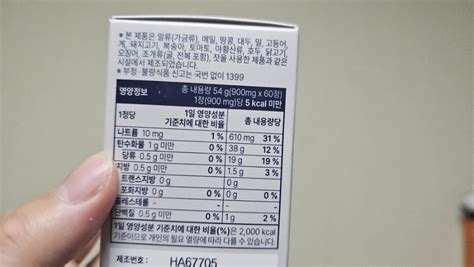 * 본 제품은 알류(가금류), 메밀, 땅콩, 대두, 밀, 고등어,
게, 돼지고기, 복숭아, 토마토, 아황산류, 호두, 닭고기,
오징어, 조개류(굴, 전복 포함), 잣을 사용한 제품과 같은
시설에서 제조되었습니다.
* 부정·불량식품 신고는 국번 없이 1399
영양정보 총 내용량 54 g(900mg x 60정)
1정(900 mg)당 5 kcal 미만
1정당 1일 영양성분 기준치에 대한 비율 총 내용량당
나트륨 10 mg 1% 610 mg 31%
탄수화물 1 g 미만 0% 38 g 12%
당류 0.5 g 미만 0% 19 g 19%
지방 0.5 g 미만 0% 1.5 g 3%
트랜스지방 0 g 0 g
포화지방 0 g 0% 0 g 0%
콜레스테롤 0% 0%
단백질 0.5 g 미만 0% 1 g 2%
1일 영양성분 기준치에 대한 비율(%)은 2,000 kcal
기준이므로 개인의 필요 열량에 따라 다를 수 있습니다.
제조번호 : HA67705